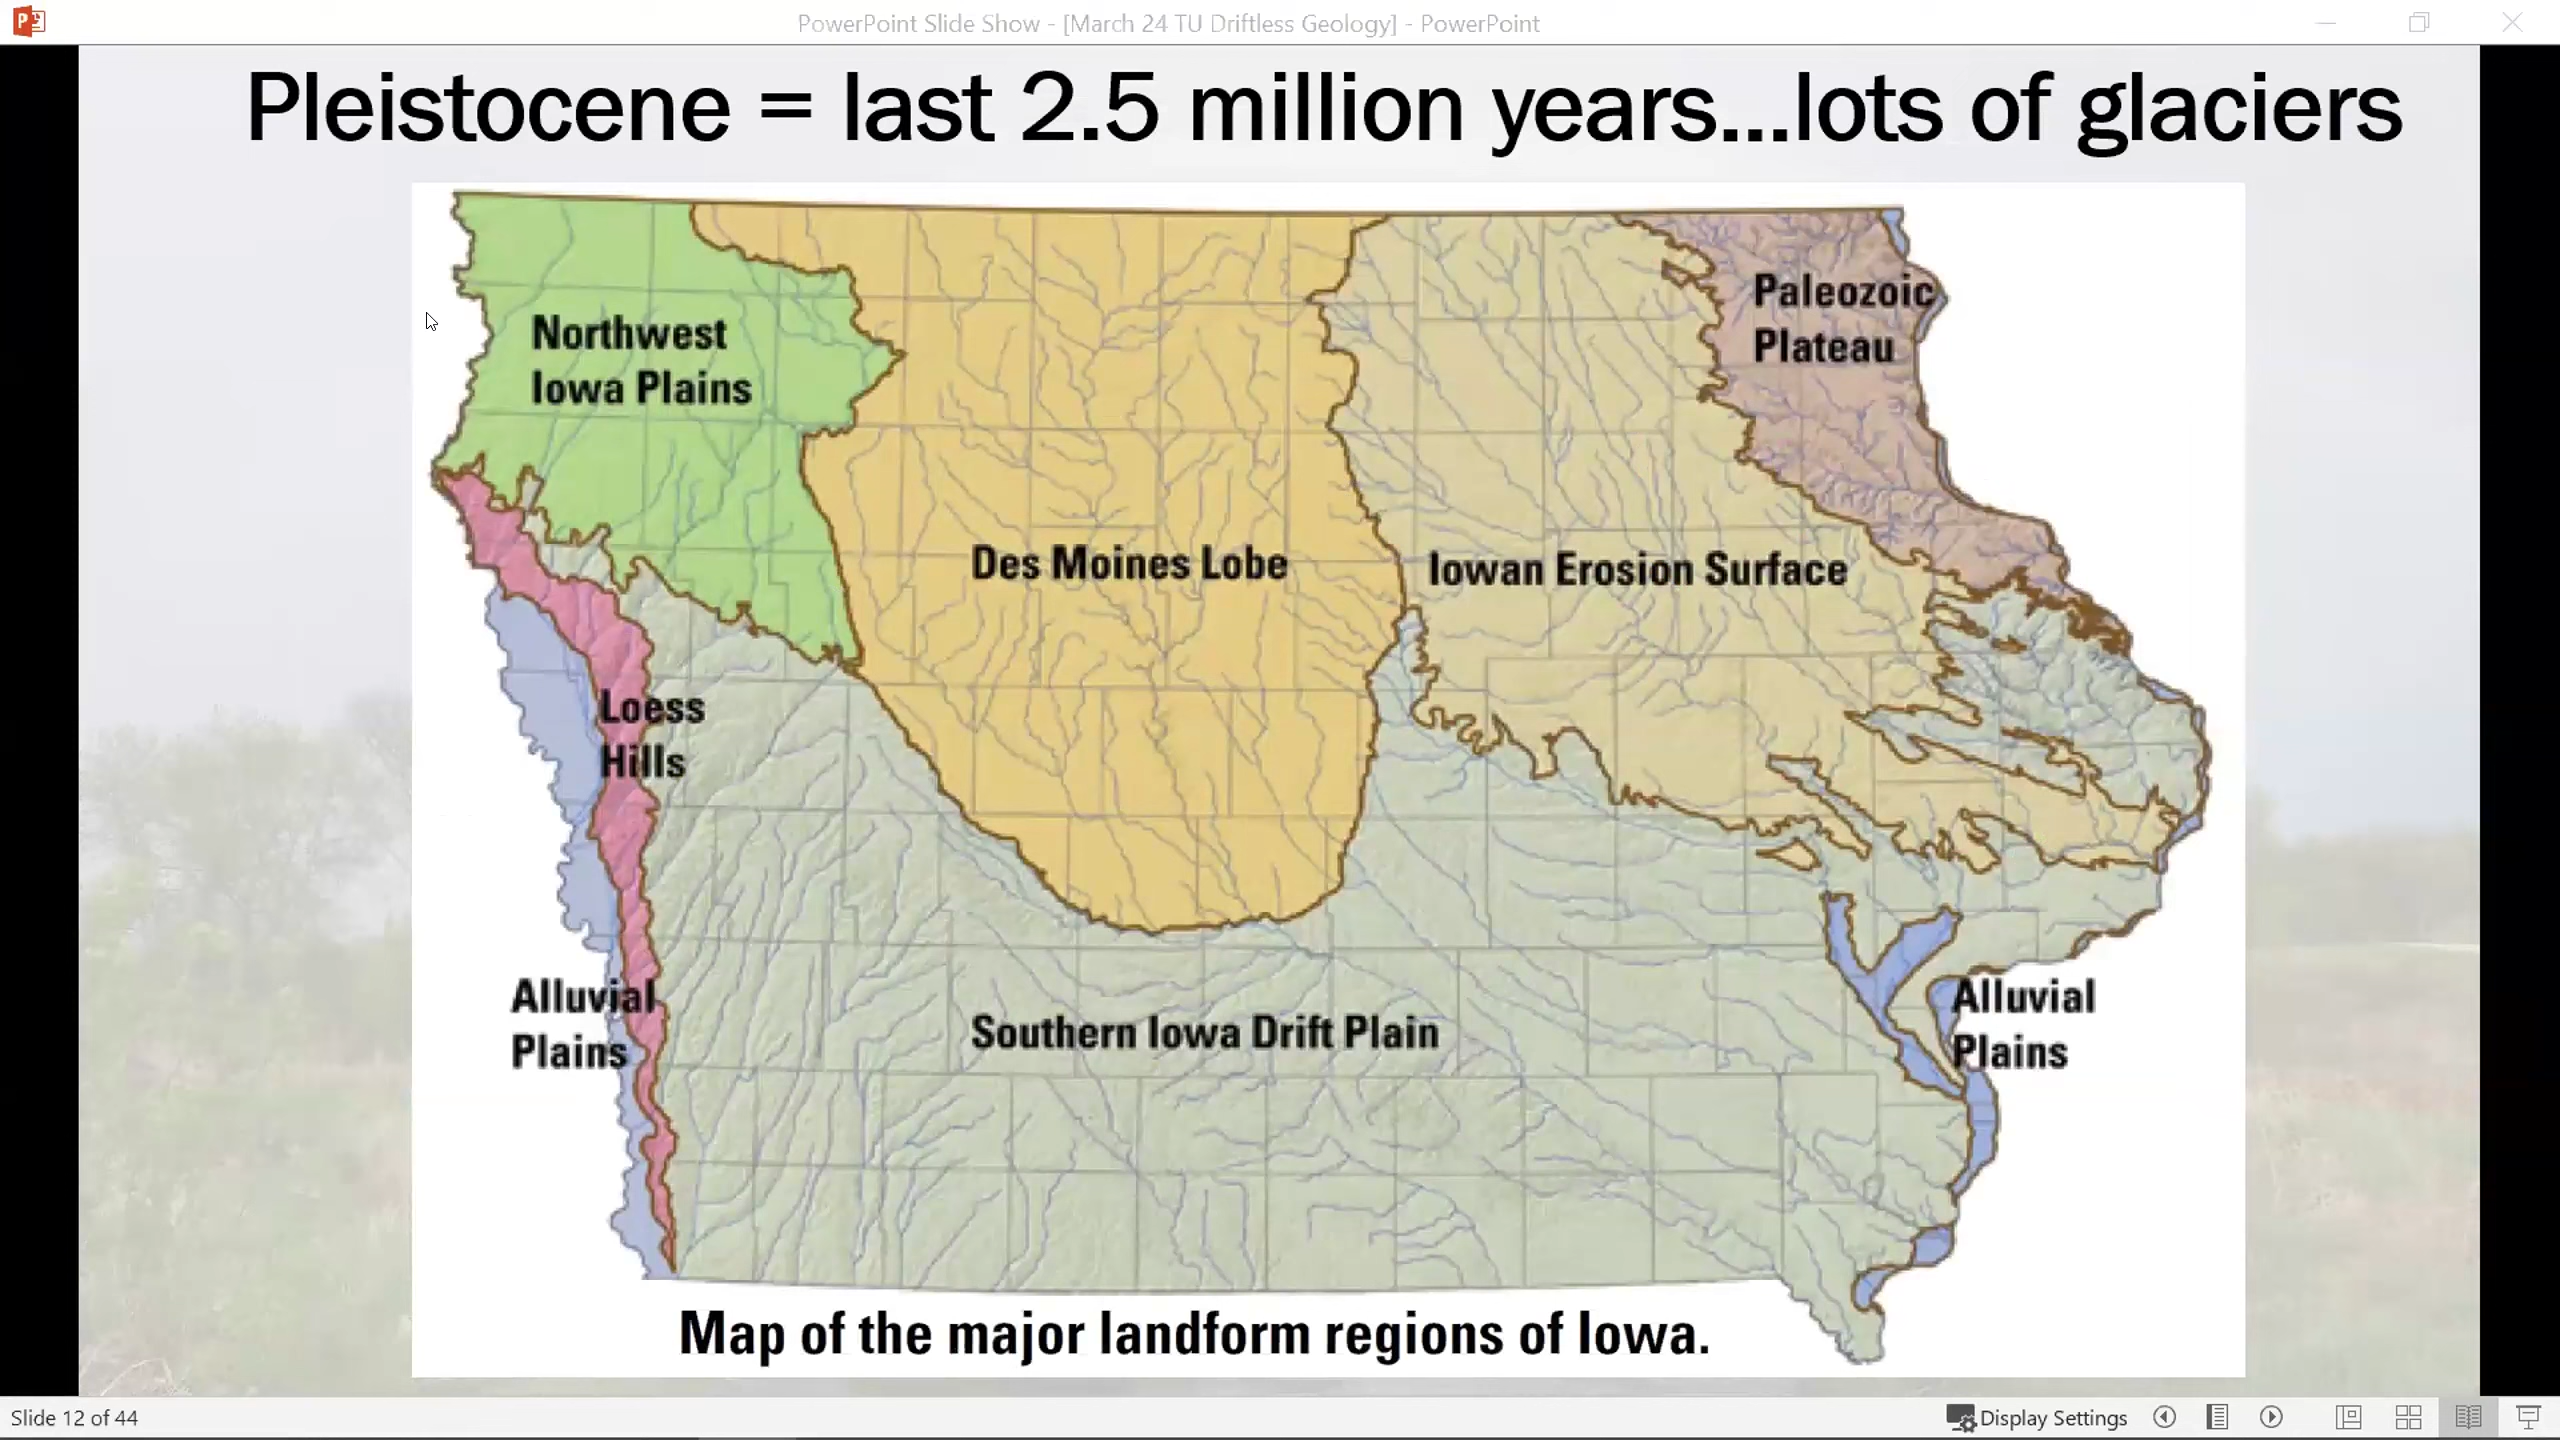 PowerPoint Slide Show - [March 24 TU Driftless Geology] - PowerPoint
Pleistocene = last 2.5 million years...lots of glaciers
Northwest
Iowa Plains
Paleozoic
Plateau
Des Moines Lobe
Iowan Erosion Surface
Loess
Hills
Alluvial
Plains
Southern Iowa Drift Plain
Alluvial
Plains
Map of the major landform regions of Iowa.
Slide 12 of 44
Display Settings